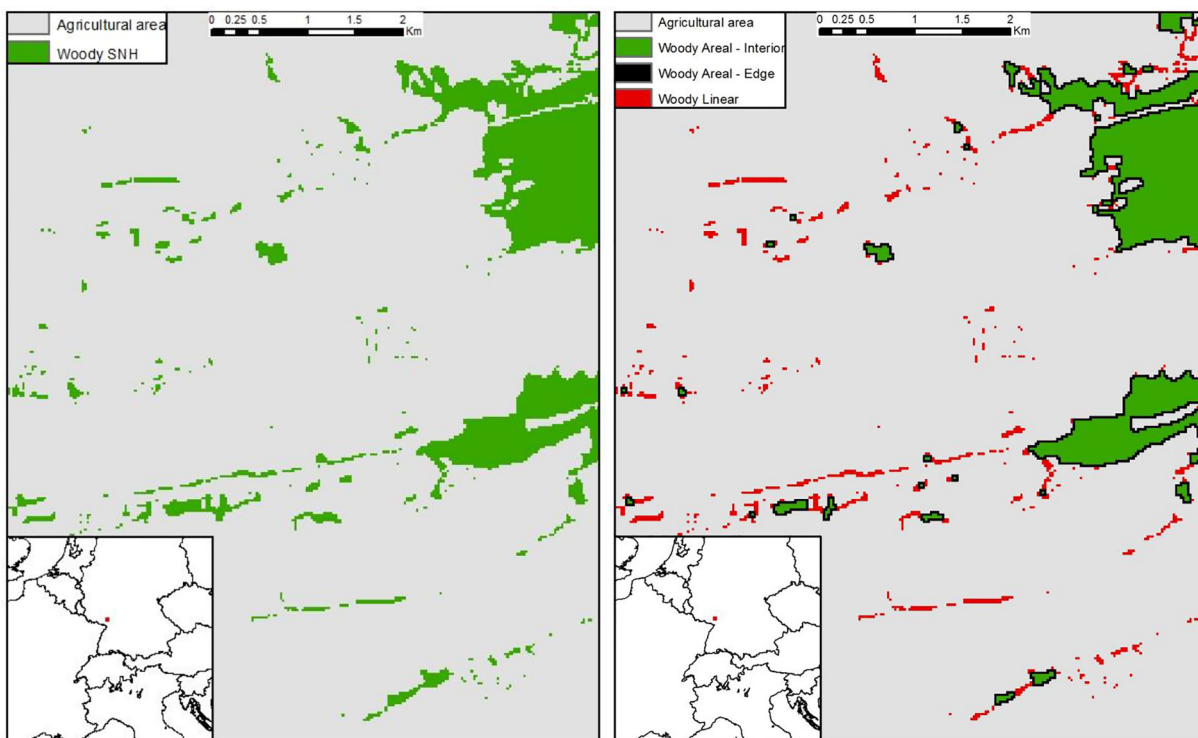 Agricultural area
Woody SNH
0 0.25 0.5 1 1.5 2
Km
Agricultural area
Woody Areal - Interior
Woody Areal - Edge
Woody Linear
0 0.25 0.5 1 1.5 2
Km